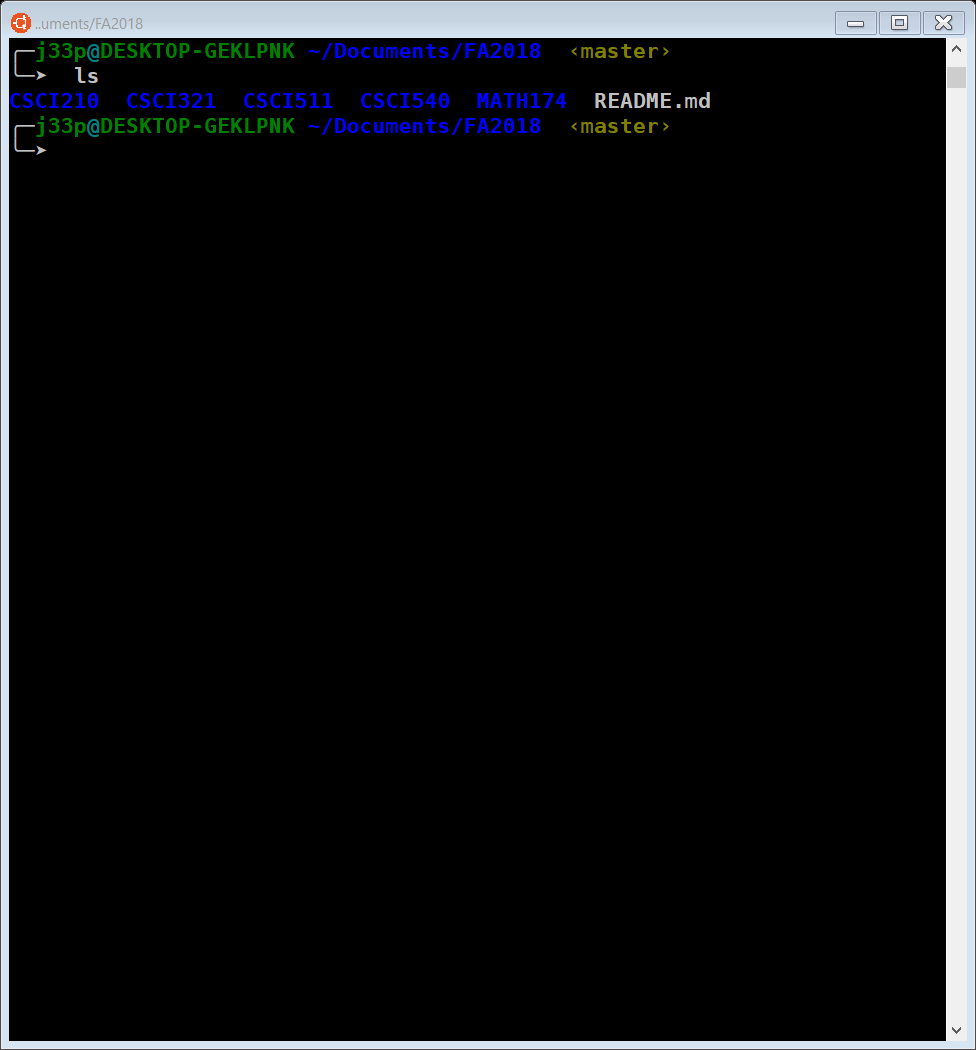 ..uments/FA2018
╭─j33p@DESKTOP-GEKLPNK ~/Documents/FA2018 ‹master›
╰─➤ ls
CSCI210 CSCI321 CSCI511 CSCI540 MATH174 README.md
╭─j33p@DESKTOP-GEKLPNK ~/Documents/FA2018 ‹master›
╰─➤